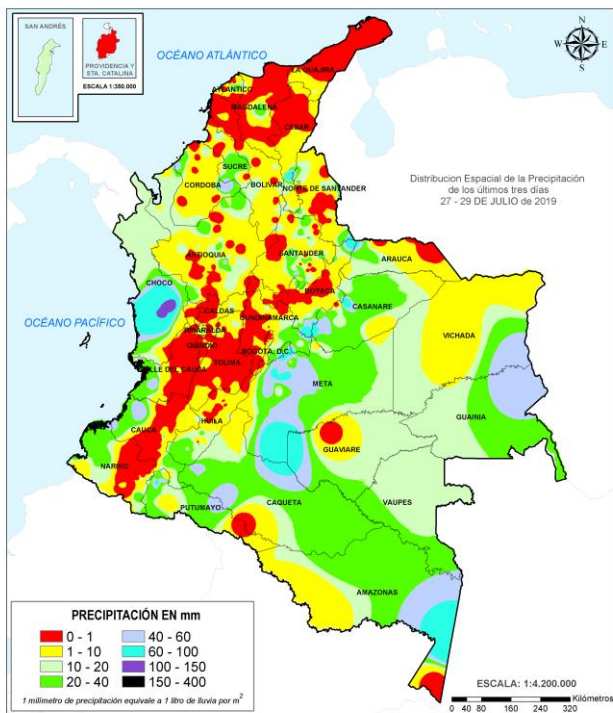 SAN ANDRÉS
PROVIDENCIA Y
STA. CATALINA
ESCALA 1:350.000
OCÉANO ATLÁNTICO
N
W E
S
LA GUAJIRA
ATLANTICO
MAGDALENA
CESAR
SUCRE
CORDOBA
BOLIVAR
NORTE DE SANTANDER
Distribucion Espacial de la Precipitación
de los últimos tres días
27 - 29 DE JULIO de 2019
ANTIOQUIA
SANTANDER
ARAUCA
CHOCO
BOYACA
CASANARE
OCÉANO PACÍFICO
CALDAS
CUNDINAMARCA
RISARALDA
VICHADA
QUINDIO
BOGOTA, D.C.
VALLE DEL CAUCA
TOLIMA
META
GUAINIA
CAUCA
HUILA
GUAVIARE
NARIÑO
VAUPES
PUTUMAYO
CAQUETA
AMAZONAS
PRECIPITACIÓN EN mm
0 - 1
1 - 10
10 - 20
20 - 40
40 - 60
60 - 100
100 - 150
150 - 400
1 milimetro de precipitación equivale a 1 litro de lluvia por m2
ESCALA: 1:4.200.000
0 40 80 160 240 320
Kilómetros